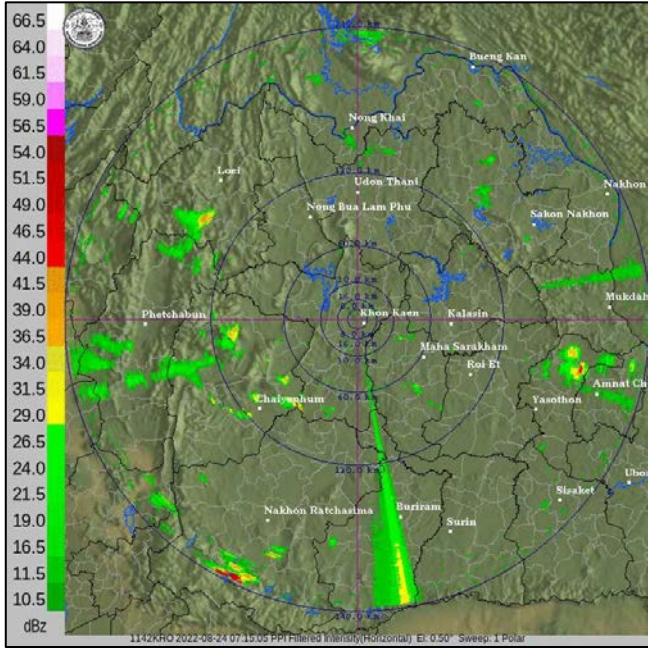 66.5
64.0
61.5
59.0
56.5
54.0
51.5
49.0
46.5
44.0
41.5
39.0
36.5
34.0
31.5
29.0
26.5
24.0
21.5
19.0
16.5
11.5
10.5
dBz
Bueng Kan
Nong Khai
Loei
Udon Thani
Nakhon
Nong Bua Lam Phu
Sakon Nakhon
Mukdah
Phetchabun
Khon Kaen
Kalasin
Maha Sarakham
Roi Et
Amnat Ch
Chaiyaphum
Yasothon
Ubo
Sisaket
Nakhon Ratchasima
Buriram
Surin
1142KHO 2022-08-24 07:15:05 PPI Filtered Intensity(Horizontal) El: 0.50° Sweep: 1 Polar